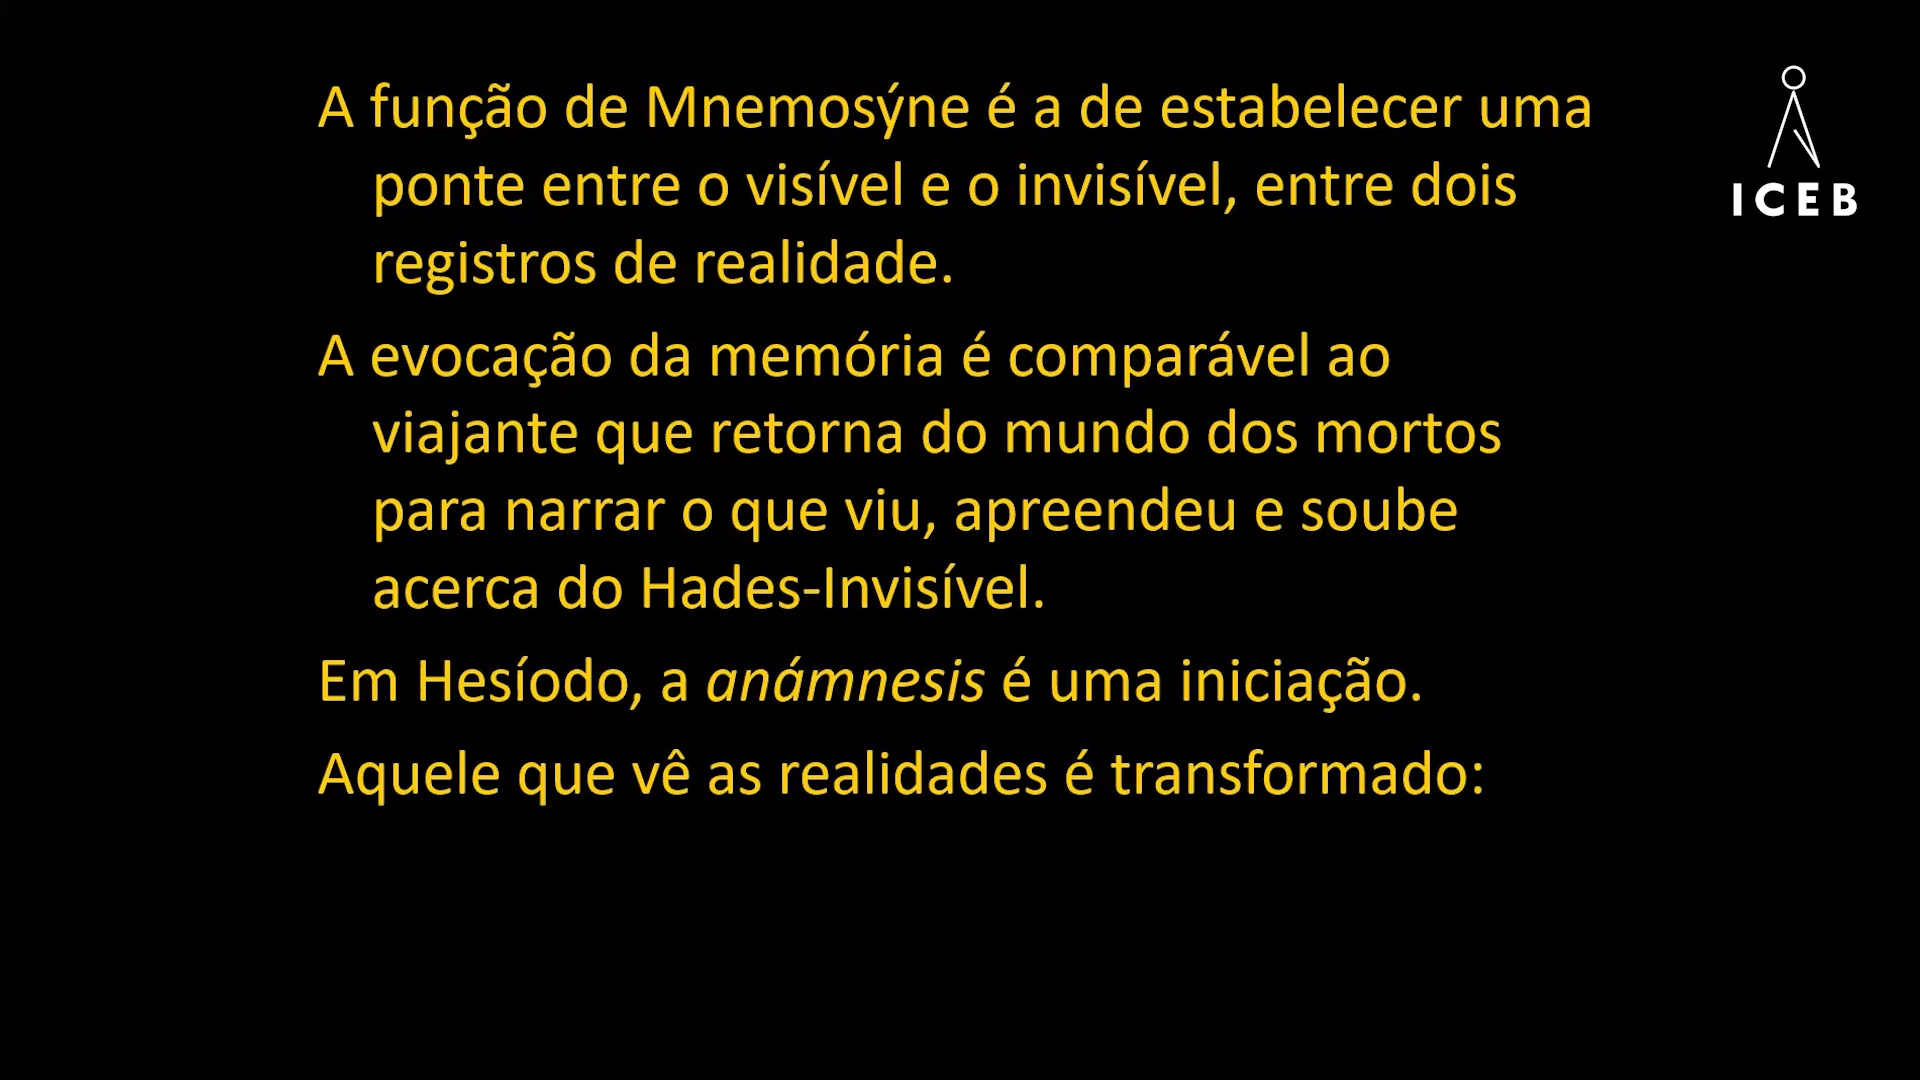 A função de Mnemosýne é a de estabelecer uma
ponte entre o visível e o invisível, entre dois
registros de realidade.
A evocação da memória é comparável ao
viajante que retorna do mundo dos mortos
para narrar o que viu, apreendeu e soube
acerca do Hades-Invisível.
Em Hesíodo, a anámnesis é uma iniciação.
Aquele que vê as realidades é transformado:
ICEB